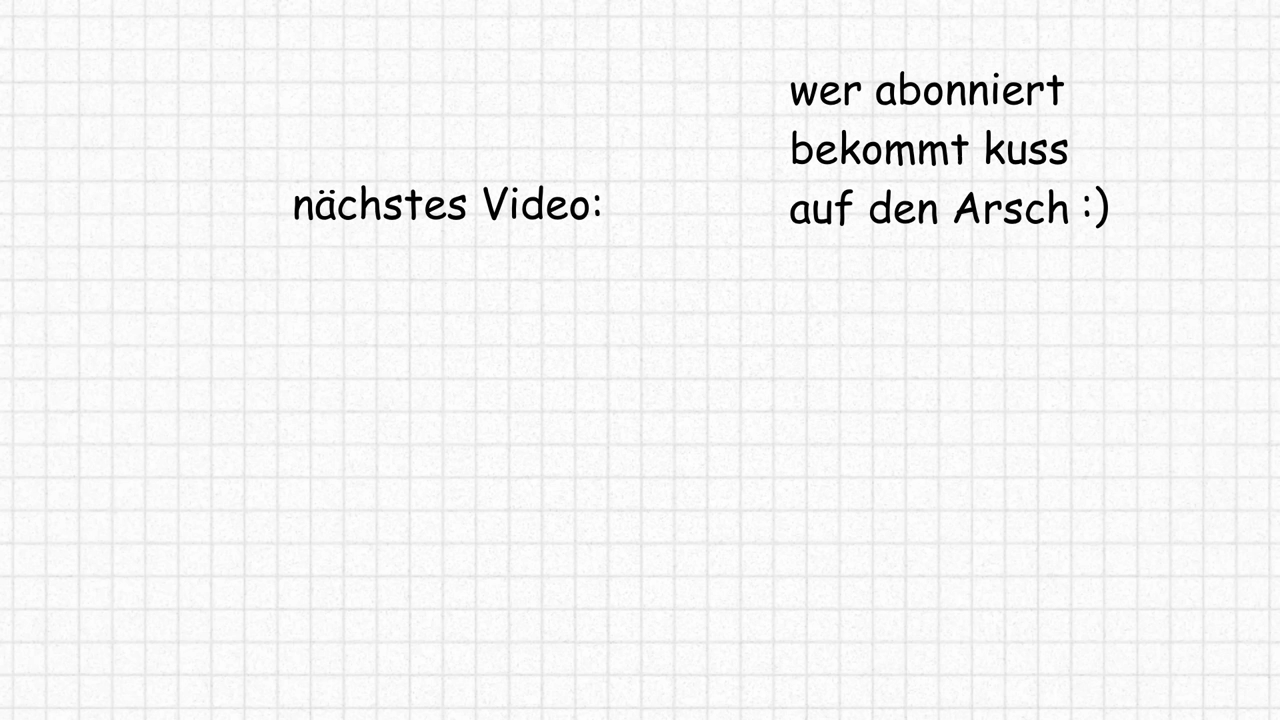 nächstes Video:
wer abonniert
bekommt kuss
auf den Arsch :)